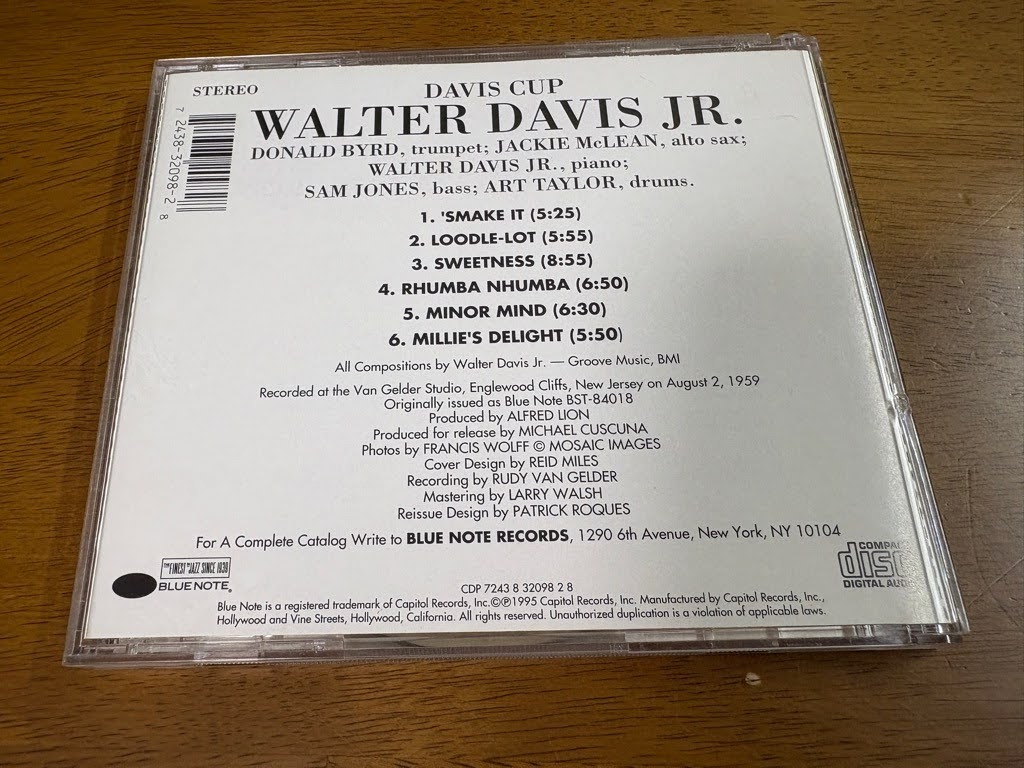 STEREO
DAVIS CUP
WALTER DAVIS JR.
DONALD BYRD, trumpet; JACKIE McLEAN, alto sax;
WALTER DAVIS JR., piano;
SAM JONES, bass; ART TAYLOR, drums.
7 2438-32098-2 8
1. 'SMAKE IT (5:25)
2. LOODLE-LOT (5:55)
3. SWEETNESS (8:55)
4. RHUMBA NHUMBA (6:50)
5. MINOR MIND (6:30)
6. MILLIE'S DELIGHT (5:50)
All Compositions by Walter Davis Jr. — Groove Music, BMI
Recorded at the Van Gelder Studio, Englewood Cliffs, New Jersey on August 2, 1959
Originally issued as Blue Note BST-84018
Produced by ALFRED LION
Produced for release by MICHAEL CUSCUNA
Photos by FRANCIS WOLFF © MOSAIC IMAGES
Cover Design by REID MILES
Recording by RUDY VAN GELDER
Mastering by LARRY WALSH
Reissue Design by PATRICK ROQUES
For A Complete Catalog Write to BLUE NOTE RECORDS, 1290 6th Avenue, New York, NY 10104
THE FINEST IN JAZZ SINCE 1939
BLUE NOTE.
COMPA
disc
DIGITAL AUD
CDP 7243 8 32098 2 8
Blue Note is a registered trademark of Capitol Records, Inc.©℗1995 Capitol Records, Inc. Manufactured by Capitol Records, Inc.,
Hollywood and Vine Streets, Hollywood, California. All rights reserved. Unauthorized duplication is a violation of applicable laws.